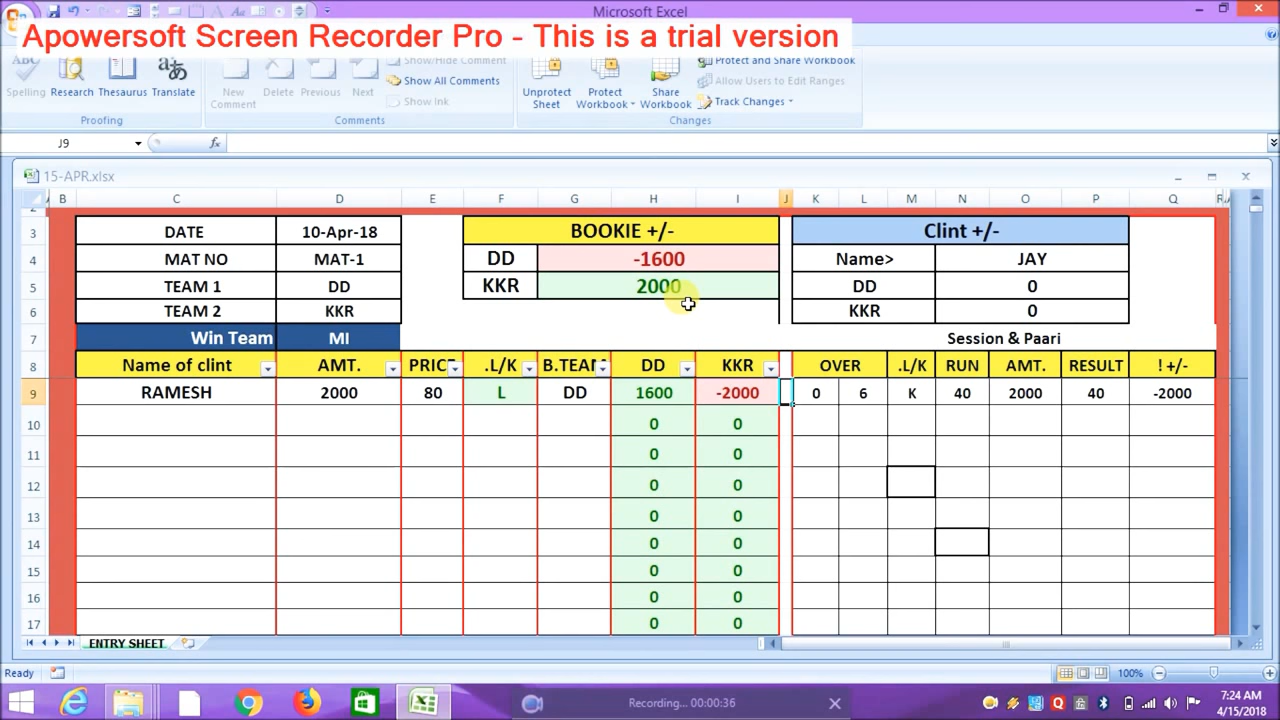 Microsoft Excel
Apowersoft Screen Recorder Pro - This is a trial version
ABC Show/Hide Comment Protect and Share Workbook
Spelling Research Thesaurus Translate New Comment Delete Previous Next Show All Comments Unprotect Sheet Protect Workbook Share Workbook Allow Users to Edit Ranges
Show Ink Track Changes
Proofing Comments Changes
J9 fx
15-APR.xlsx
B C D E F G H I J K L M N O P Q R
3 DATE 10-Apr-18 BOOKIE +/- Clint +/-
4 MAT NO MAT-1 DD -1600 Name> JAY
5 TEAM 1 DD KKR 2000 DD 0
6 TEAM 2 KKR KKR 0
7 Win Team MI Session & Paari
8 Name of clint AMT. PRIC .L/K B.TEAM DD KKR OVER .L/K RUN AMT. RESULT ! +/-
9 RAMESH 2000 80 L DD 1600 -2000 0 6 K 40 2000 40 -2000
10 0 0
11 0 0
12 0 0
13 0 0
14 0 0
15 0 0
16 0 0
17 0 0
ENTRY SHEET
Ready 100%
Recording... 00:00:36
7:24 AM
4/15/2018